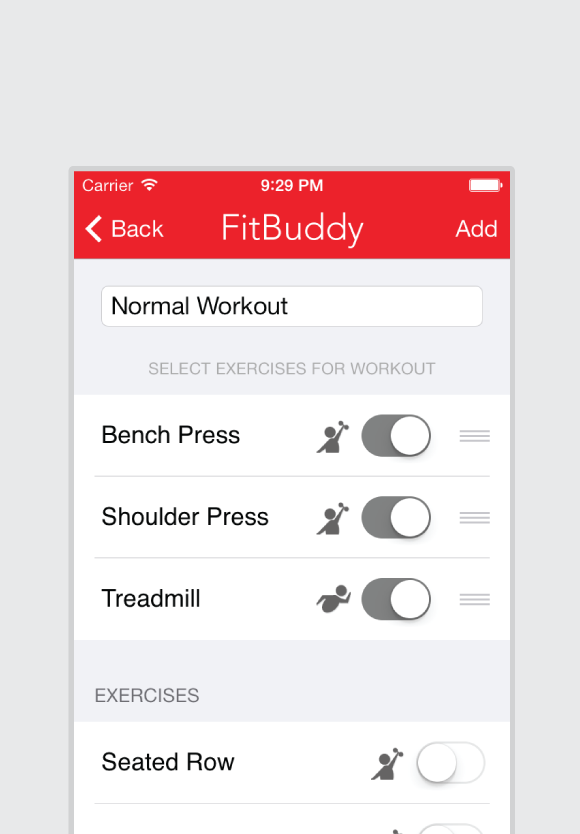 Carrier 9:29 PM
Back FitBuddy Add
Normal Workout
SELECT EXERCISES FOR WORKOUT
Bench Press
Shoulder Press
Treadmill
EXERCISES
Seated Row